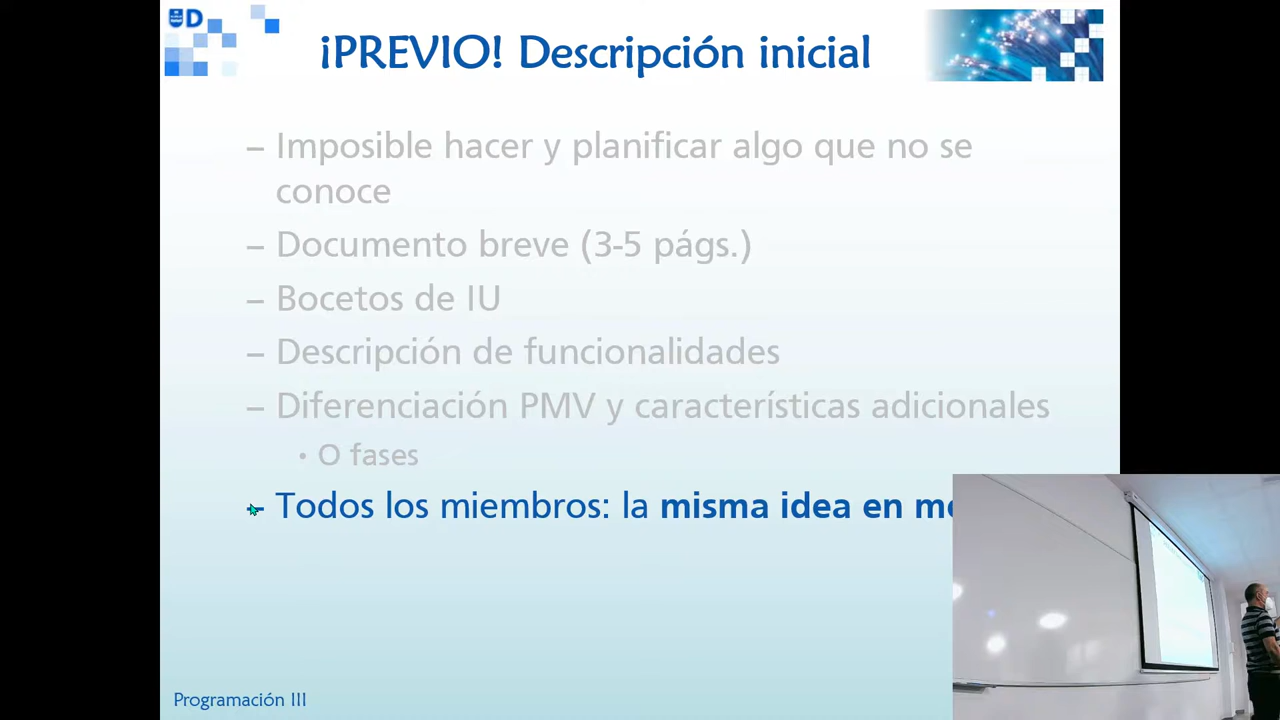 UD
¡PREVIO! Descripción inicial
– Imposible hacer y planificar algo que no se
conoce
– Documento breve (3-5 págs.)
– Bocetos de IU
– Descripción de funcionalidades
– Diferenciación PMV y características adicionales
• O fases
– Todos los miembros: la misma idea en
Programación III